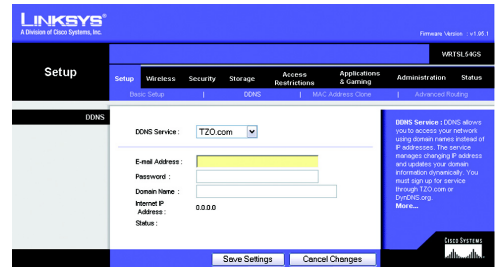 LINKSYS®
A Division of Cisco Systems, Inc.
Firmware Version : v1.95.1
WRTSL54GS
Setup
Setup Wireless Security Storage Access Restrictions Applications & Gaming Administration Status
Basic Setup | DDNS | MAC Address Clone | Advanced Routing
DDNS
DDNS Service : TZO.com
E-mail Address :
Password :
Domain Name :
Internet IP Address : 0.0.0.0
Status :
DDNS Service : DDNS allows
you to access your network
using domain names instead of
IP addresses. The service
manages changing IP address
and updates your domain
information dynamically. You
must sign up for service
through TZO.com or
DynDNS.org.
More...
Save Settings Cancel Changes
CISCO SYSTEMS